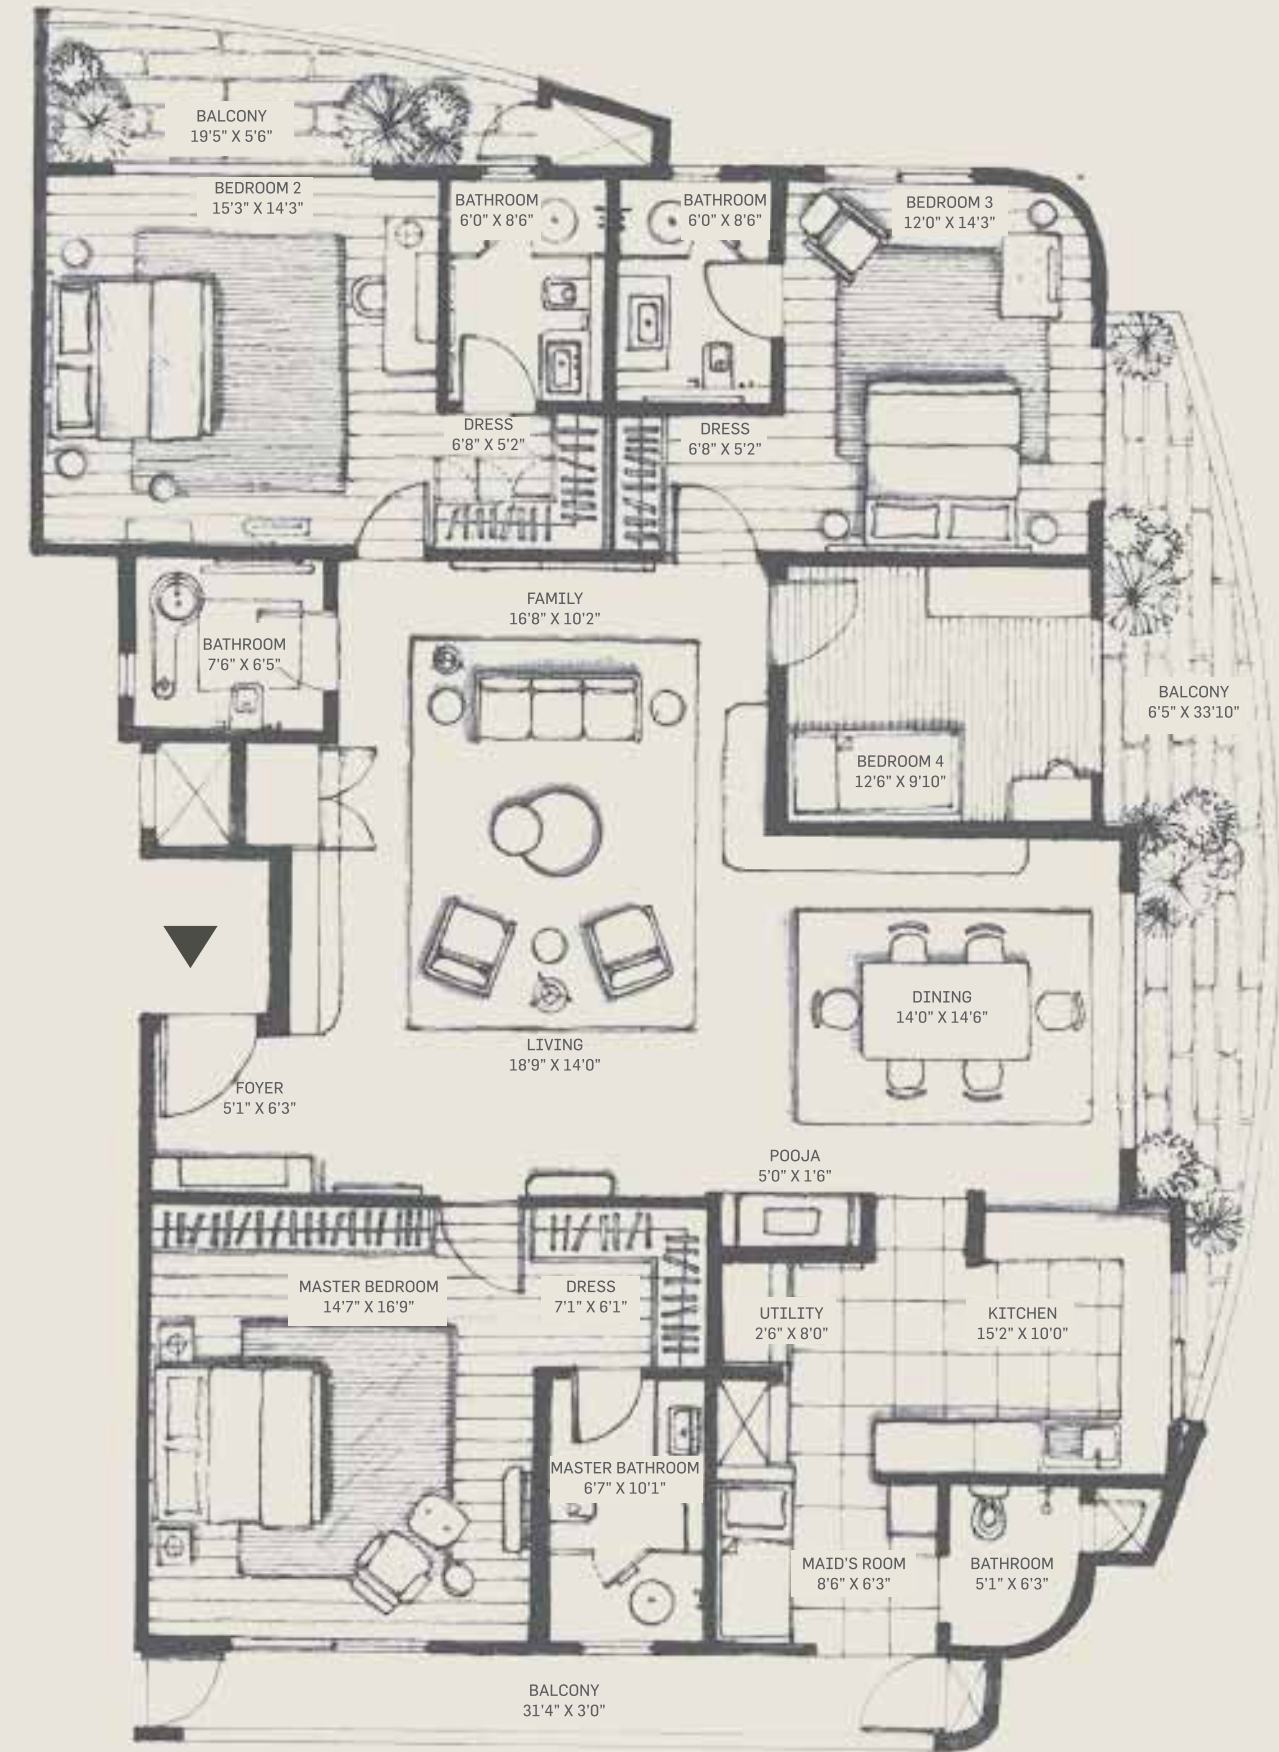 BALCONY
19'5" X 5'6"
BEDROOM 2
15'3" X 14'3"
BATHROOM
6'0" X 8'6"
BATHROOM
6'0" X 8'6"
BEDROOM 3
12'0" X 14'3"
DRESS
6'8" X 5'2"
DRESS
6'8" X 5'2"
FAMILY
16'8" X 10'2"
BATHROOM
7'6" X 6'5"
BALCONY
6'5" X 33'10"
BEDROOM 4
12'6" X 9'10"
DINING
14'0" X 14'6"
LIVING
18'9" X 14'0"
FOYER
5'1" X 6'3"
POOJA
5'0" X 1'6"
MASTER BEDROOM
14'7" X 16'9"
DRESS
7'1" X 6'1"
UTILITY
2'6" X 8'0"
KITCHEN
15'2" X 10'0"
MASTER BATHROOM
6'7" X 10'1"
MAID'S ROOM
8'6" X 6'3"
BATHROOM
5'1" X 6'3"
BALCONY
31'4" X 3'0"